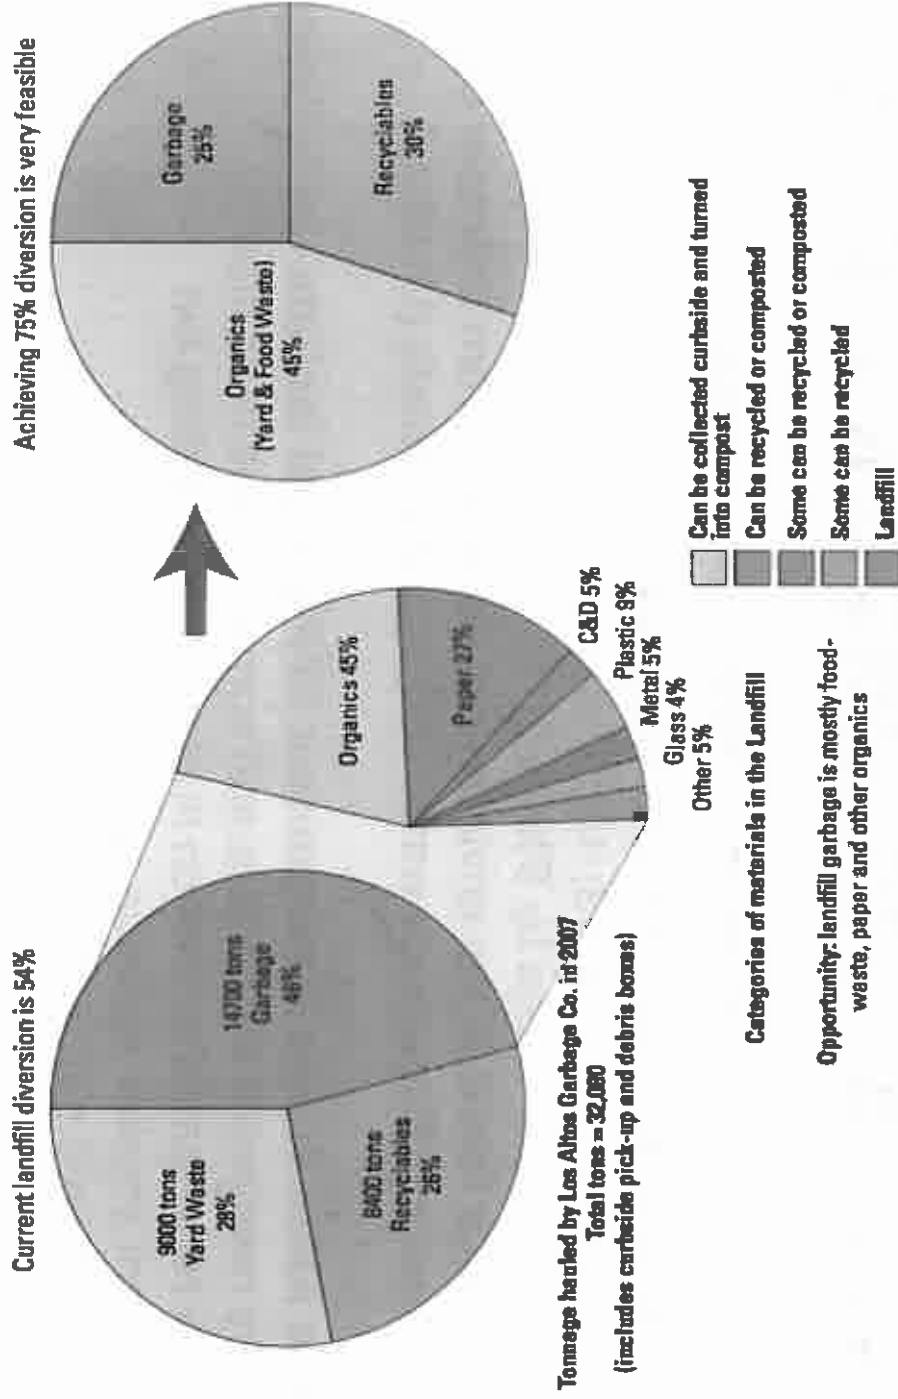 Current landfill diversion is 54%
9000 tons
Yard Waste
28%
14700 tons
Garbage
46%
8400 tons
Recyclables
26%
Tonnage hauled by Los Altos Garbage Co. in 2007
Total tons = 32,080
(includes curbside pick-up and debris boxes)
Organics 45%
Paper 27%
C&D 5%
Plastic 9%
Metal 5%
Glass 4%
Other 5%
Categories of materials in the Landfill
Opportunity: landfill garbage is mostly food-
waste, paper and other organics
Achieving 75% diversion is very feasible
Organics
(Yard & Food Waste)
45%
Garbage
25%
Recyclables
30%
Can be collected curbside and turned
into compost
Can be recycled or composted
Some can be recycled or composted
Some can be recycled
Landfill